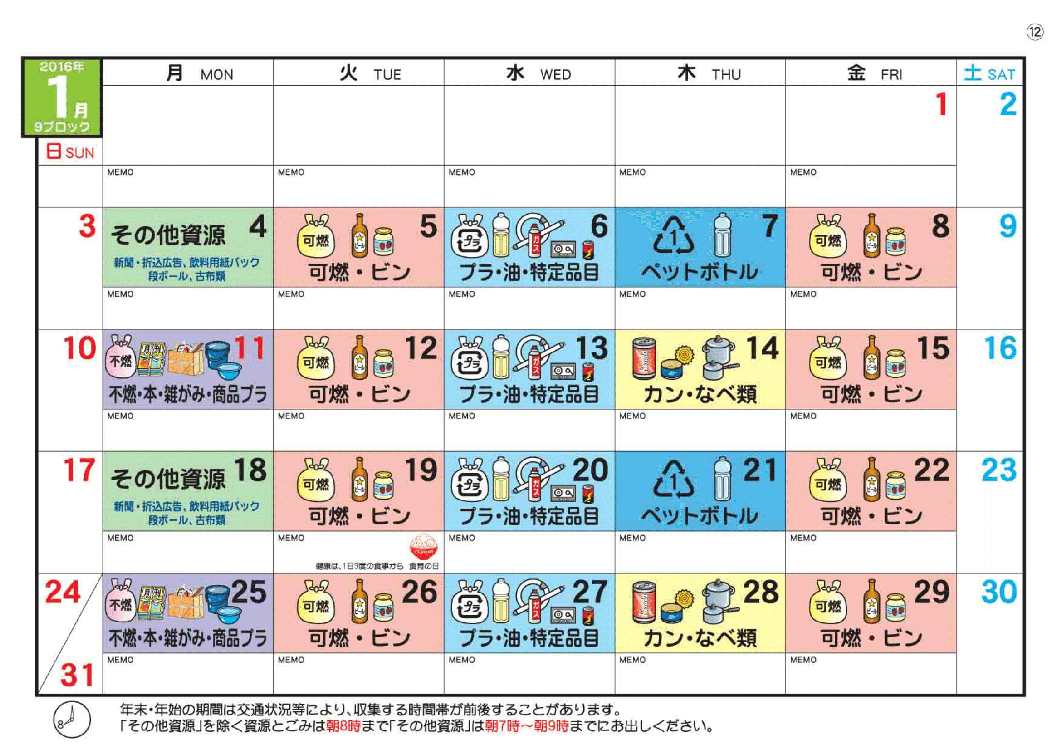 ⑫
2016年
1月
9ブロック
日 SUN
月 MON
火 TUE
水 WED
木 THU
金 FRI
土 SAT
1
2
MEMO
MEMO
MEMO
MEMO
MEMO
3
その他資源 4
新聞・折込広告、飲料用紙パック
段ボール、古布類
可燃 5
可燃・ビン
プラ ガス 6
プラ・油・特定品目
1 7
ペットボトル
可燃 8
可燃・ビン
9
MEMO
MEMO
MEMO
MEMO
MEMO
10
不燃 11
不燃・本・雑がみ・商品プラ
可燃 12
可燃・ビン
プラ ガス 13
プラ・油・特定品目
14
カン・なべ類
可燃 15
可燃・ビン
16
MEMO
MEMO
MEMO
MEMO
MEMO
17
その他資源 18
新聞・折込広告、飲料用紙パック
段ボール、古布類
可燃 19
可燃・ビン
プラ ガス 20
プラ・油・特定品目
1 21
ペットボトル
可燃 22
可燃・ビン
23
MEMO
MEMO
健康は、1日3度の食事から 食育の日
MEMO
MEMO
MEMO
24
31
不燃 25
不燃・本・雑がみ・商品プラ
可燃 26
可燃・ビン
プラ ガス 27
プラ・油・特定品目
28
カン・なべ類
可燃 29
可燃・ビン
30
MEMO
MEMO
MEMO
MEMO
MEMO
8
年末・年始の期間は交通状況等により、収集する時間帯が前後することがあります。
「その他資源」を除く資源とごみは朝8時まで「その他資源」は朝7時～朝9時までにお出しください。